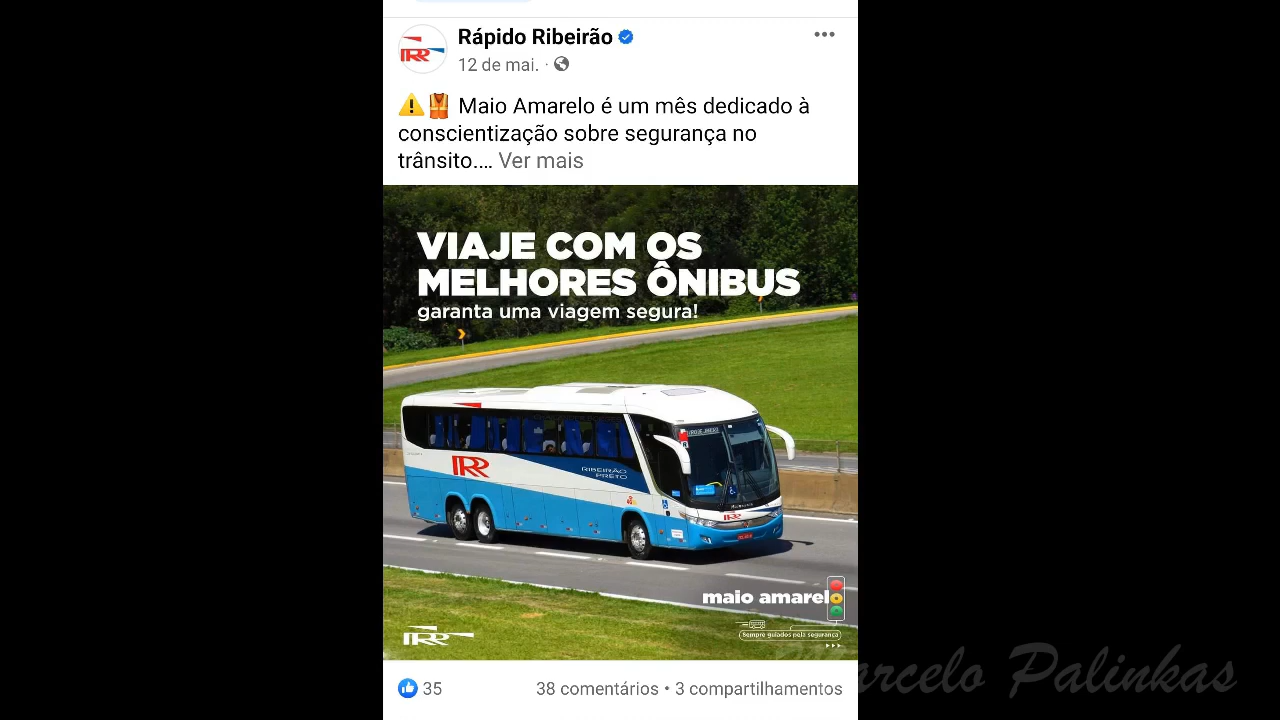 Rápido Ribeirão
12 de mai. ·
⚠️🦺 Maio Amarelo é um mês dedicado à
conscientização sobre segurança no
trânsito.... Ver mais
VIAJE COM OS
MELHORES ÔNIBUS
garanta uma viagem segura!
RIBEIRÃO
PRETO
maio amarelo
Sempre guiados pela segurança
35
38 comentários • 3 compartilhamentos
Marcelo Palinkas